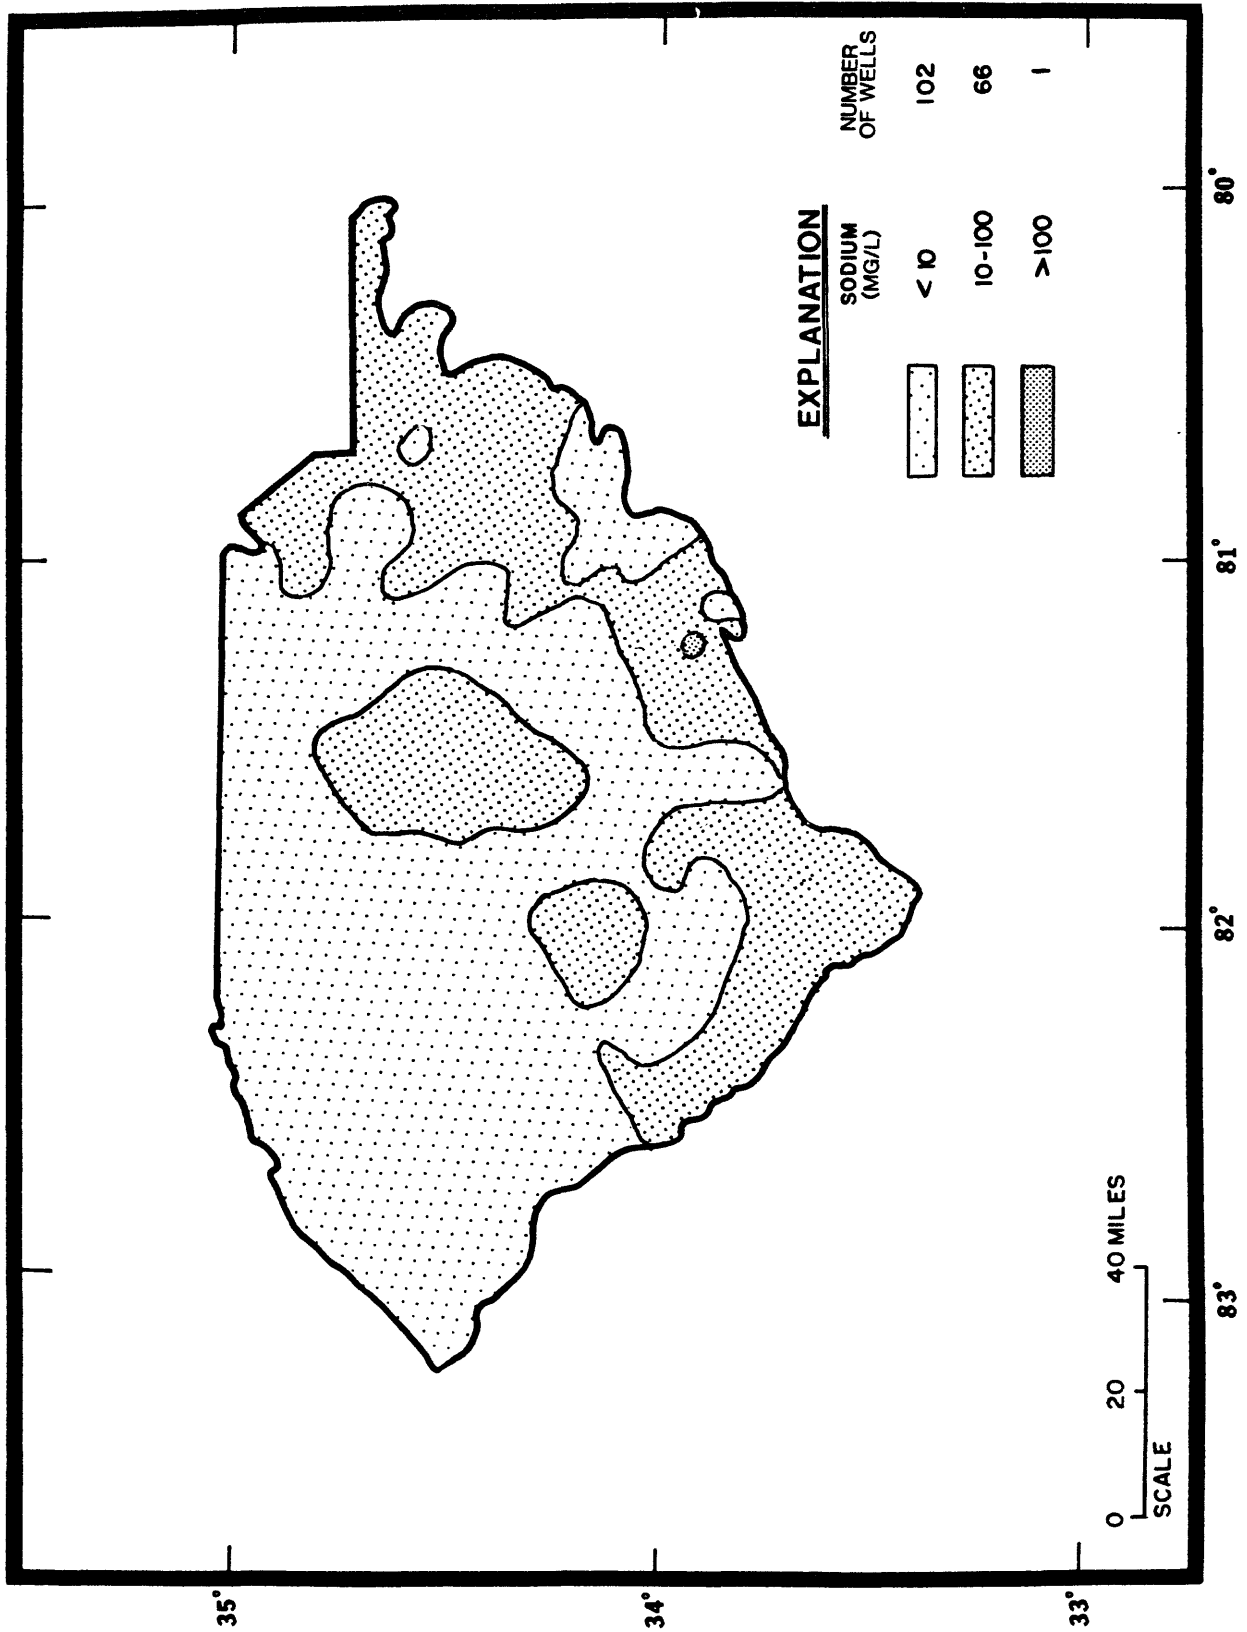 EXPLANATION
SODIUM (MG/L) NUMBER OF WELLS
< 10 102
10-100 66
>100 1
35°
34°
33°
83° 82° 81° 80°
0 20 40 MILES
SCALE